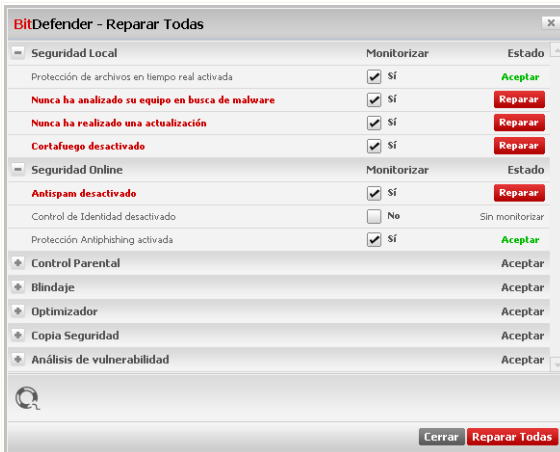 BitDefender - Reparar Todas
Seguridad Local Monitorizar Estado
Protección de archivos en tiempo real activada Sí Aceptar
Nunca ha analizado su equipo en busca de malware Sí Reparar
Nunca ha realizado una actualización Sí Reparar
Cortafuego desactivado Sí Reparar
Seguridad Online Monitorizar Estado
Antispam desactivado Sí Reparar
Control de Identidad desactivado No Sin monitorizar
Protección Antiphishing activada Sí Aceptar
Control Parental Aceptar
Blindaje Aceptar
Optimizador Aceptar
Copia Seguridad Aceptar
Análisis de vulnerabilidad Aceptar
Cerrar Reparar Todas